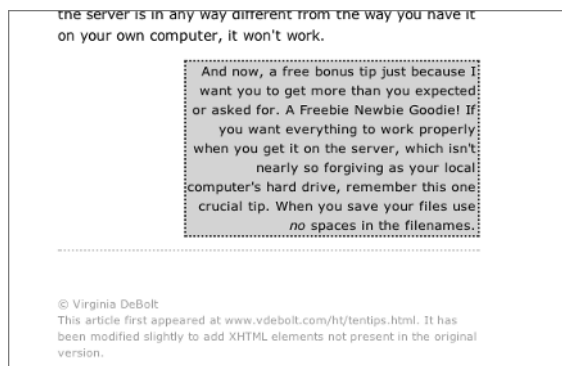 the server is in any way different from the way you have it
on your own computer, it won't work.
And now, a free bonus tip just because I
want you to get more than you expected
or asked for. A Freebie Newbie Goodie! If
you want everything to work properly
when you get it on the server, which isn't
nearly so forgiving as your local
computer's hard drive, remember this one
crucial tip. When you save your files use
no spaces in the filenames.
© Virginia DeBolt
This article first appeared at www.vdebolt.com/ht/tentips.html. It has
been modified slightly to add XHTML elements not present in the original
version.